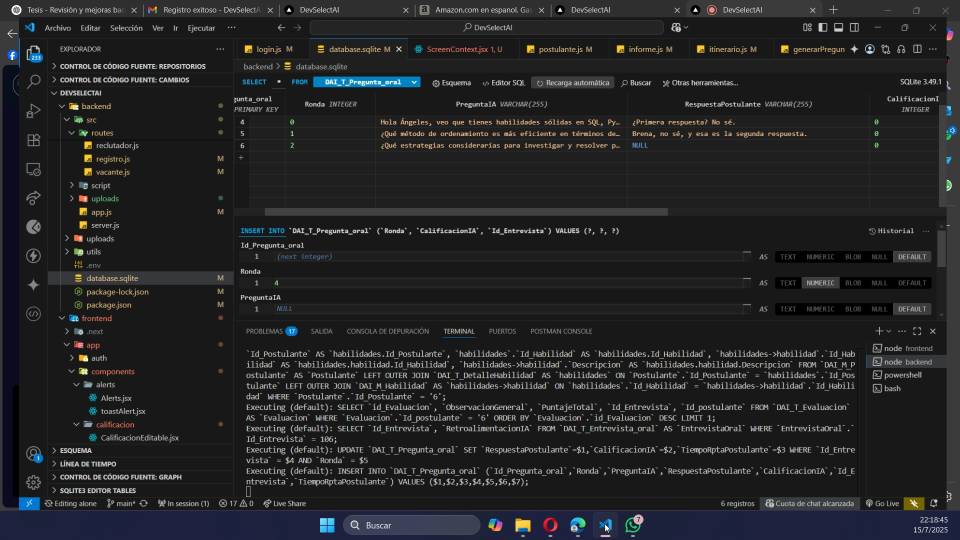 Tesis - Revisión y mejoras bac
Registro exitoso - DevSelectA
DevSelectAI
Amazon.com en espanol. Gas
DevSelectAI
DevSelectAI
Archivo Editar Selección Ver Ir Ejecutar
DevSelectAI
EXPLORADOR
login.js M
database.sqlite M
ScreenContext.jsx 1, U
postulante.js M
informe.js M
itinerario.js M
generarPregun
CONTROL DE CÓDIGO FUENTE: REPOSITORIOS
CONTROL DE CÓDIGO FUENTE: CAMBIOS
DEVSELECTAI
backend
src
routes
reclutador.js
registro.js M
vacante.js M
script
uploads
app.js M
server.js
uploads
utils
.env
database.sqlite M
package-lock.json M
package.json M
frontend
.next
app
auth
components
alerts
Alerts.jsx
toastAlert.jsx
calificacion
CalificacionEditable.jsx
ESQUEMA
LÍNEA DE TIEMPO
CONTROL DE CÓDIGO FUENTE: GRAPH
SQLITE3 EDITOR TABLES
backend > database.sqlite
SELECT * FROM DAI_T_Pregunta_oral Esquema Editor SQL Recarga automática Buscar Otras herramientas... SQLite 3.49.1
gunta_oral PRIMARY KEY Ronda INTEGER PreguntaIA VARCHAR(255) RespuestaPostulante VARCHAR(255) CalificacionI INTEGER
4 0 Hola Ángeles, veo que tienes habilidades sólidas en SQL, Py… ¿Primera respuesta? No sé. 0
5 1 ¿Qué método de ordenamiento es más eficiente en términos de… Brena, no sé, y esa es la segunda respuesta. 0
6 2 ¿Qué estrategias considerarías para investigar y resolver p… NULL 0
INSERT INTO `DAI_T_Pregunta_oral` (`Ronda`, `CalificacionIA`, `Id_Entrevista`) VALUES (?, ?, ?) Historial
Id_Pregunta_oral
1 (next integer) AS TEXT NUMERIC BLOB NULL DEFAULT
Ronda
1 4 AS TEXT NUMERIC BLOB NULL DEFAULT
PreguntaIA
1 NULL AS TEXT NUMERIC BLOB NULL DEFAULT
PROBLEMAS 17 SALIDA CONSOLA DE DEPURACIÓN TERMINAL PUERTOS POSTMAN CONSOLE
`Id_Postulante` AS `habilidades.Id_Postulante`, `habilidades`.`Id_Habilidad` AS `habilidades.Id_Habilidad`, `habilidades->habilidad`.`Id_Hab
ilidad` AS `habilidades.habilidad.Id_Habilidad`, `habilidades->habilidad`.`Descripcion` AS `habilidades.habilidad.Descripcion` FROM `DAI_M_P
ostulante` AS `Postulante` LEFT OUTER JOIN `DAI_T_DetalleHabilidad` AS `habilidades` ON `Postulante`.`Id_Postulante` = `habilidades`.`Id_Pos
tulante` LEFT OUTER JOIN `DAI_M_Habilidad` AS `habilidades->habilidad` ON `habilidades`.`Id_Habilidad` = `habilidades->habilidad`.`Id_Habili
dad` WHERE `Postulante`.`Id_Postulante` = '6';
Executing (default): SELECT `id_Evaluacion`, `ObservacionGeneral`, `PuntajeTotal`, `Id_Entrevista`, `Id_postulante` FROM `DAI_T_Evaluacion`
AS `Evaluacion` WHERE `Evaluacion`.`Id_postulante` = '6' ORDER BY `Evaluacion`.`id_Evaluacion` DESC LIMIT 1;
Executing (default): SELECT `Id_Entrevista`, `RetroalimentacionIA` FROM `DAI_T_Entrevista_oral` AS `EntrevistaOral` WHERE `EntrevistaOral`.`
Id_Entrevista` = 106;
Executing (default): UPDATE `DAI_T_Pregunta_oral` SET `RespuestaPostulante`=$1,`CalificacionIA`=$2,`TiempoRptaPostulante`=$3 WHERE `Id_Entre
vista` = $4 AND `Ronda` = $5
Executing (default): INSERT INTO `DAI_T_Pregunta_oral` (`Id_Pregunta_oral`,`Ronda`,`PreguntaIA`,`RespuestaPostulante`,`CalificacionIA`,`Id_E
ntrevista`,`TiempoRptaPostulante`) VALUES ($1,$2,$3,$4,$5,$6,$7);
node frontend
node backend
powershell
bash
Editing alone main* In session (1) 17 0 Live Share
6 registros Cuota de chat alcanzada Go Live
Buscar
22:18:45
15/7/2025